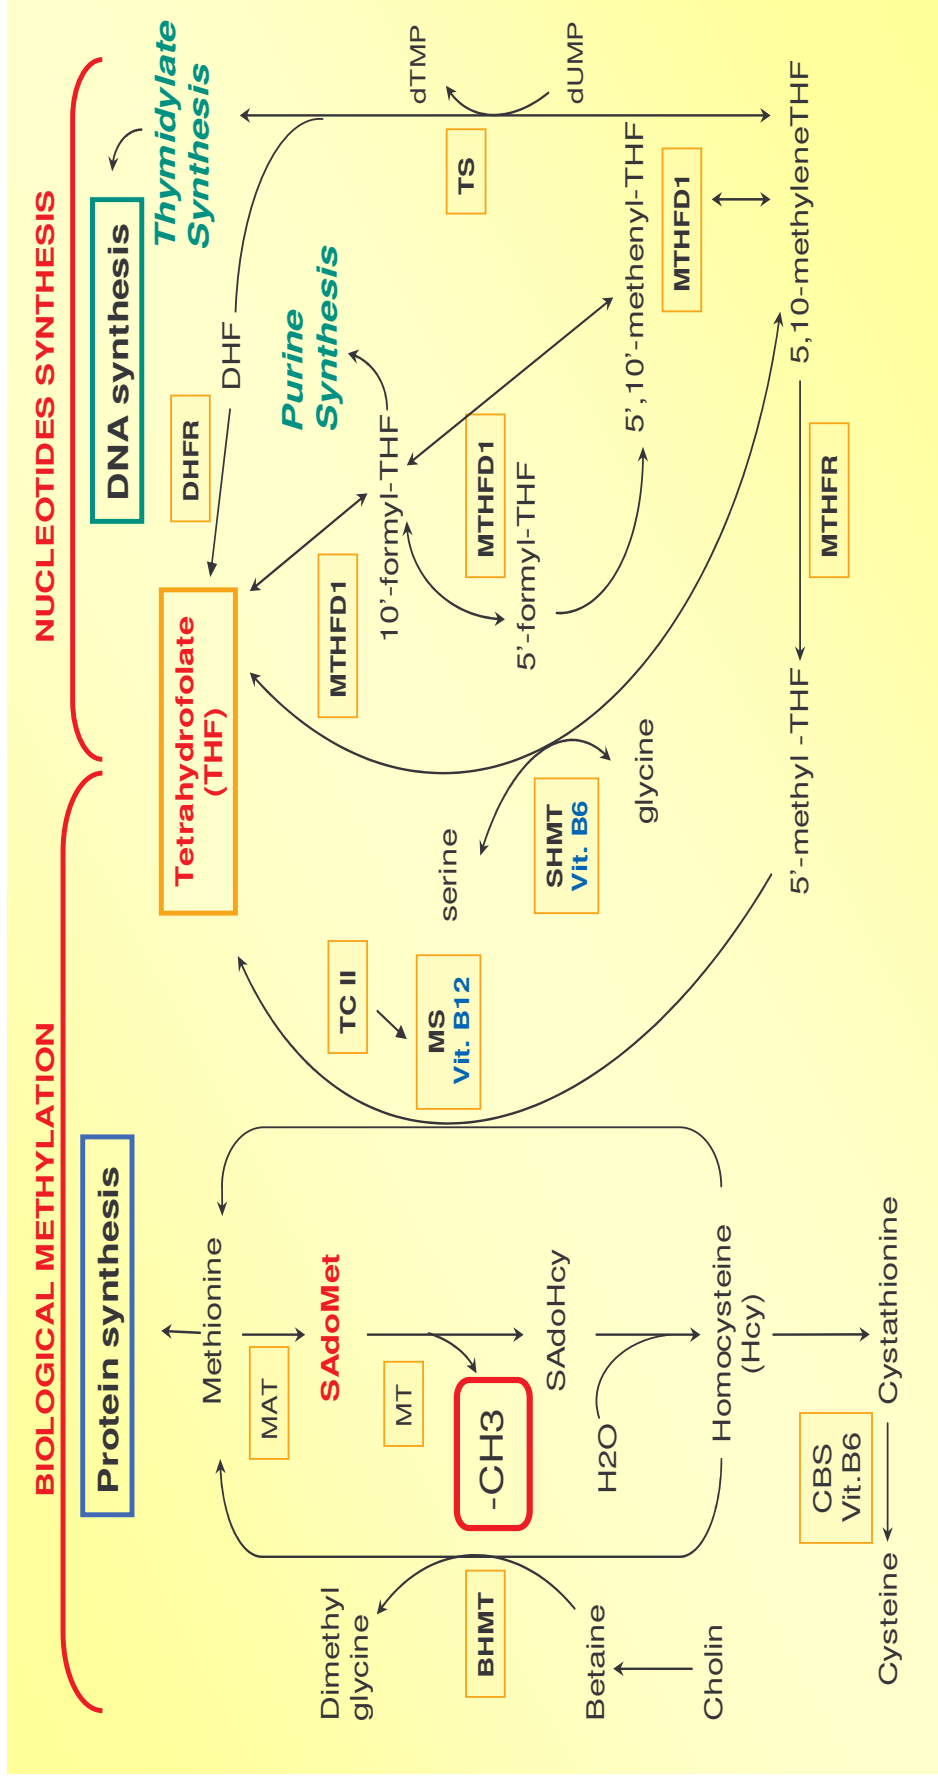 BIOLOGICAL METHYLATION
NUCLEOTIDES SYNTHESIS
Protein synthesis
DNA synthesis
Thymidylate
Synthesis
Methionine
Tetrahydrofolate
(THF)
DHFR
DHF
MAT
SAdoMet
Purine
Synthesis
Dimethyl
glycine
MT
TC II
MTHFD1
10’-formyl-THF
dTMP
BHMT
-CH3
MS
Vit. B12
serine
MTHFD1
TS
5’-formyl-THF
SAdoHcy
SHMT
Vit. B6
dUMP
Betaine
H2O
glycine
5’,10’-methenyl-THF
MTHFD1
Cholin
Homocysteine
(Hcy)
5’-methyl -THF
MTHFR
5,10-methyleneTHF
CBS
Vit.B6
Cysteine
Cystathionine